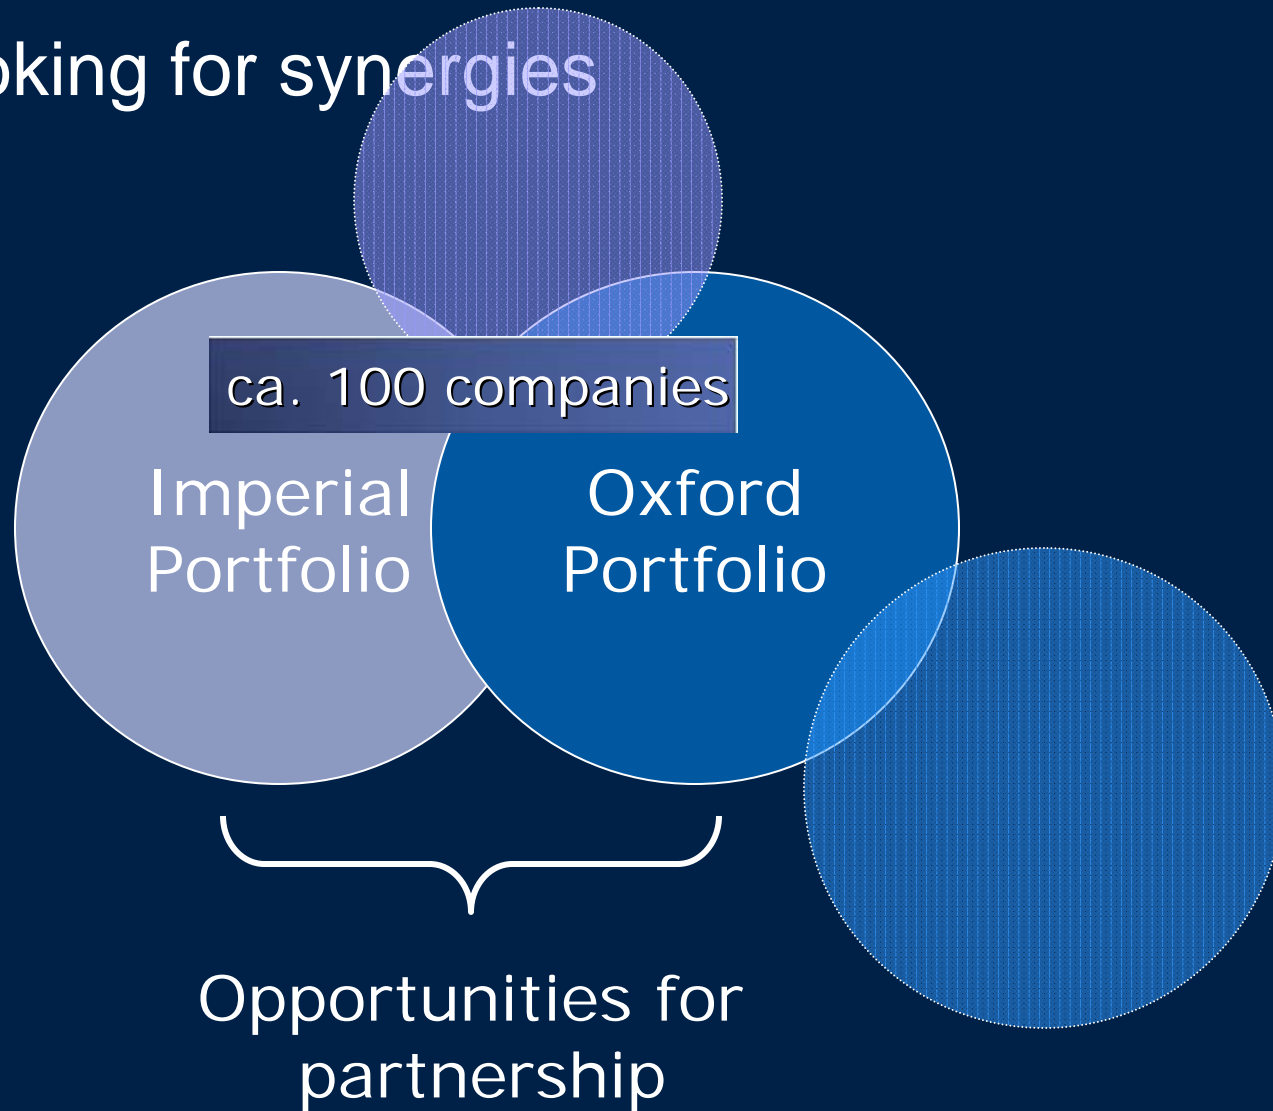 oking for synergies
ca. 100 companies
Imperial
Portfolio
Oxford
Portfolio
Opportunities for
partnership